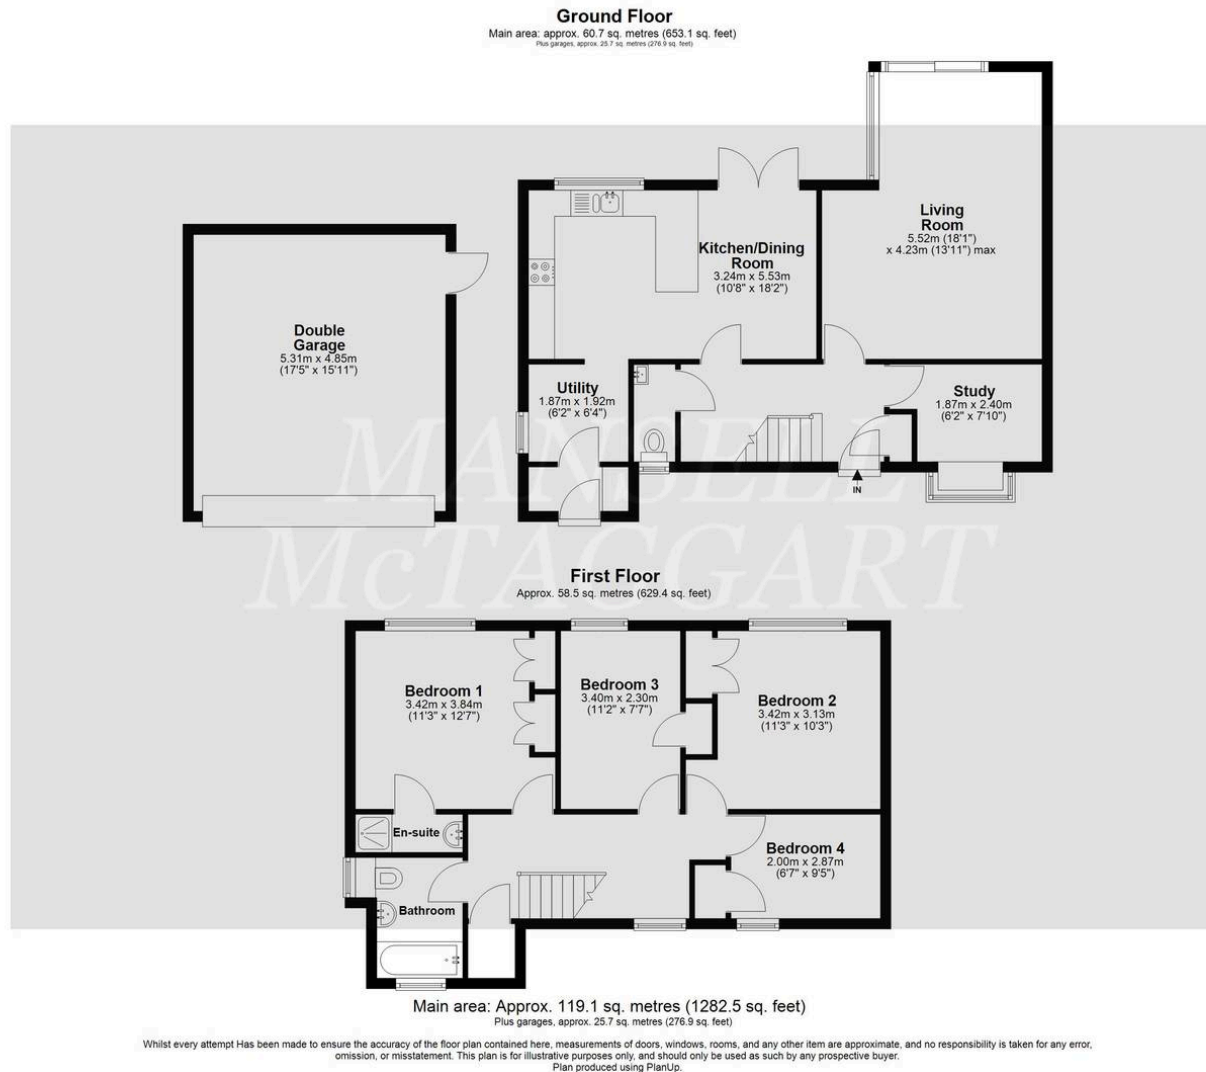 Ground Floor
Main area: approx. 60.7 sq. metres (653.1 sq. feet)
Plus garages, approx. 25.7 sq. metres (276.9 sq. feet)
Living
Room
5.52m (18'1")
x 4.23m (13'11") max
Kitchen/Dining
Room
3.24m x 5.53m
(10'8" x 18'2")
Double
Garage
5.31m x 4.85m
(17'5" x 15'11")
Utility
1.87m x 1.92m
(6'2" x 6'4")
Study
1.87m x 2.40m
(6'2" x 7'10")
IN
MANSELL
McTAGGART
First Floor
Approx. 58.5 sq. metres (629.4 sq. feet)
Bedroom 1
3.42m x 3.84m
(11'3" x 12'7")
Bedroom 3
3.40m x 2.30m
(11'2" x 7'7")
Bedroom 2
3.42m x 3.13m
(11'3" x 10'3")
En-suite
Bedroom 4
2.00m x 2.87m
(6'7" x 9'5")
Bathroom
Main area: Approx. 119.1 sq. metres (1282.5 sq. feet)
Plus garages, approx. 25.7 sq. metres (276.9 sq. feet)
Whilst every attempt Has been made to ensure the accuracy of the floor plan contained here, measurements of doors, windows, rooms, and any other item are approximate, and no responsibility is taken for any error,
omission, or misstatement. This plan is for illustrative purposes only, and should only be used as such by any prospective buyer.
Plan produced using PlanUp.